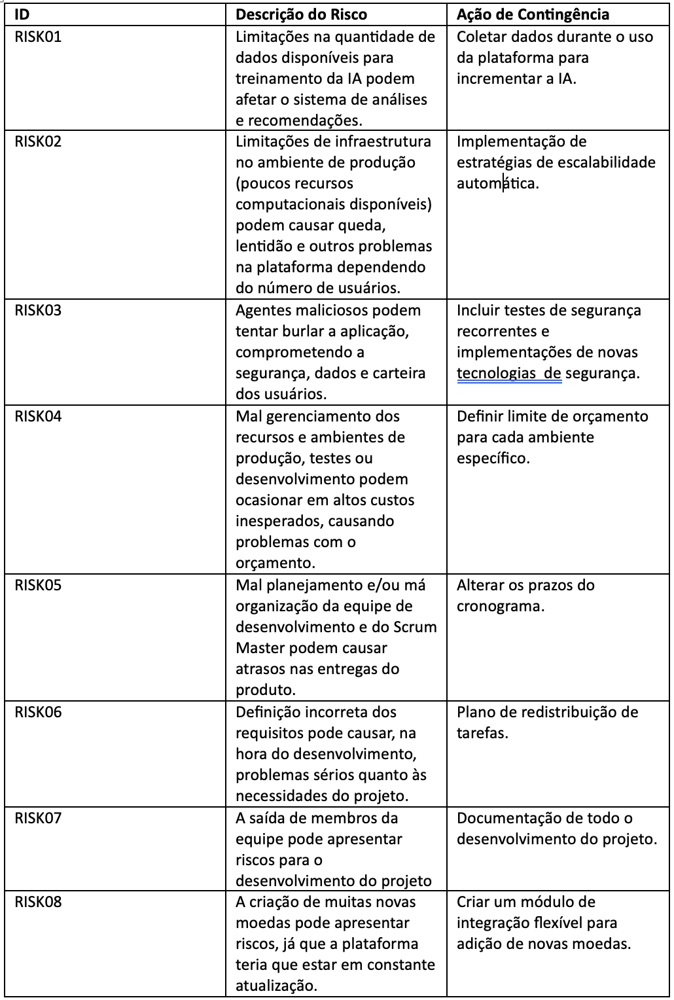 ID
Descrição do Risco
Ação de Contingência
RISK01
Limitações na quantidade de
dados disponíveis para
treinamento da IA podem
afetar o sistema de análises
e recomendações.
Coletar dados durante o uso
da plataforma para
incrementar a IA.
RISK02
Limitações de infraestrutura
no ambiente de produção
(poucos recursos
computacionais disponíveis)
podem causar queda,
lentidão e outros problemas
na plataforma dependendo
do número de usuários.
Implementação de
estratégias de escalabilidade
automática.
RISK03
Agentes maliciosos podem
tentar burlar a aplicação,
comprometendo a
segurança, dados e carteira
dos usuários.
Incluir testes de segurança
recorrentes e
implementações de novas
tecnologias  de segurança.
RISK04
Mal gerenciamento dos
recursos e ambientes de
produção, testes ou
desenvolvimento podem
ocasionar em altos custos
inesperados, causando
problemas com o
orçamento.
Definir limite de orçamento
para cada ambiente
específico.
RISK05
Mal planejamento e/ou má
organização da equipe de
desenvolvimento e do Scrum
Master podem causar
atrasos nas entregas do
produto.
Alterar os prazos do
cronograma.
RISK06
Definição incorreta dos
requisitos pode causar, na
hora do desenvolvimento,
problemas sérios quanto às
necessidades do projeto.
Plano de redistribuição de
tarefas.
RISK07
A saída de membros da
equipe pode apresentar
riscos para o
desenvolvimento do projeto
Documentação de todo o
desenvolvimento do projeto.
RISK08
A criação de muitas novas
moedas pode apresentar
riscos, já que a plataforma
teria que estar em constante
atualização.
Criar um módulo de
integração flexível para
adição de novas moedas.